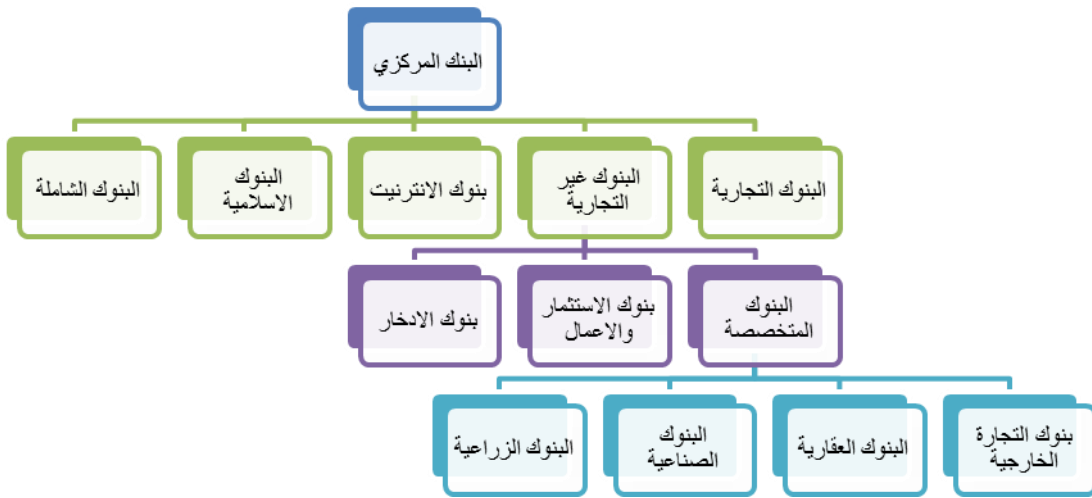 البنك المركزي
البنوك التجارية
البنوك غير
التجارية
بنوك الانترنيت
البنوك
الاسلامية
البنوك الشاملة
البنوك
المتخصصة
بنوك الاستثمار
والاعمال
بنوك الادخار
بنوك التجارة
الخارجية
البنوك العقارية
البنوك
الصناعية
البنوك الزراعية